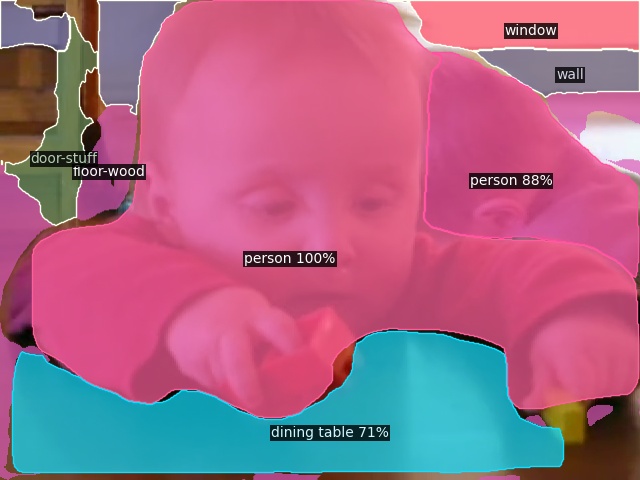 window
wall
door-stuff
floor-wood
person 88%
person 100%
dining table 71%